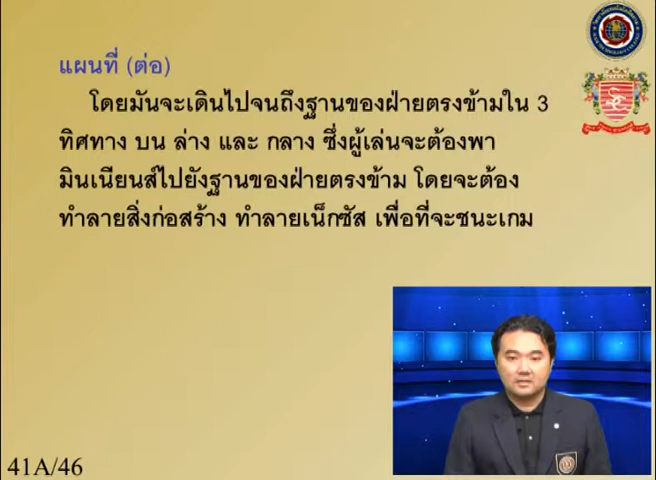 แผนที่ (ต่อ)
โดยมันจะเดินไปจนถึงฐานของฝ่ายตรงข้ามใน 3
ทิศทาง บน ล่าง และ กลาง ซึ่งผู้เล่นจะต้องพา
มินเนียนส์ไปยังฐานของฝ่ายตรงข้าม โดยจะต้อง
ทำลายสิ่งก่อสร้าง ทำลายเน็กซัส เพื่อที่จะชนะเกม
41A/46